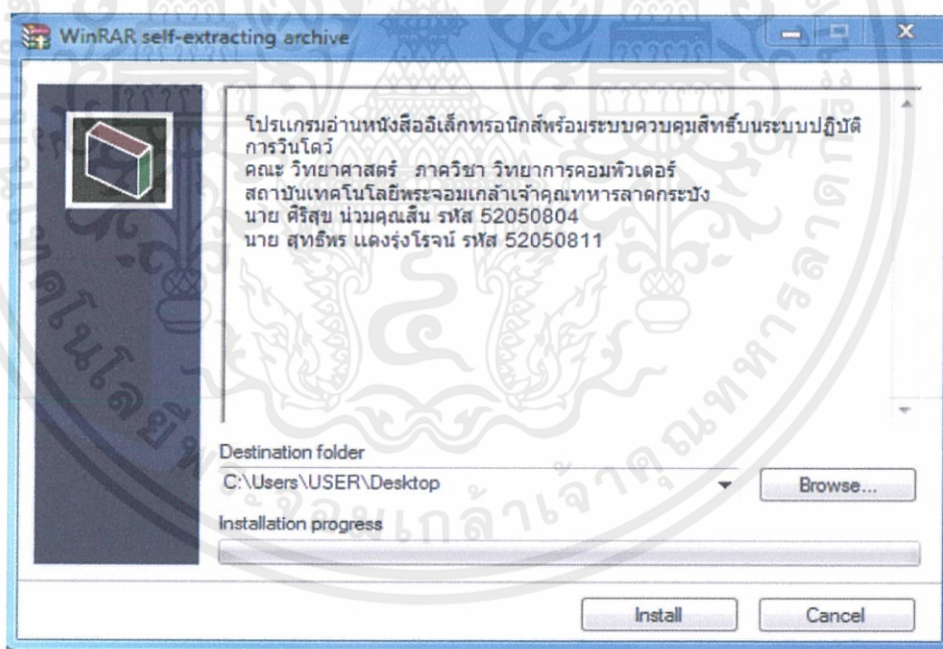 WinRAR self-extracting archive
โปรแกรมอ่านหนังสืออิเล็กทรอนิกส์พร้อมระบบควบคุมสิทธิ์บนระบบปฏิบัติ
การวินโดว์
คณะ วิทยาศาสตร์ ภาควิชา วิทยาการคอมพิวเตอร์
สถาบันเทคโนโลยีพระจอมเกล้าเจ้าคุณทหารลาดกระบัง
นาย ศิริสุข น่วมคุณสิ้น รหัส 52050804
นาย สุทธิพร แดงรุ่งโรจน์ รหัส 52050811
Destination folder
C:\Users\USER\Desktop
Browse...
Installation progress
Install
Cancel